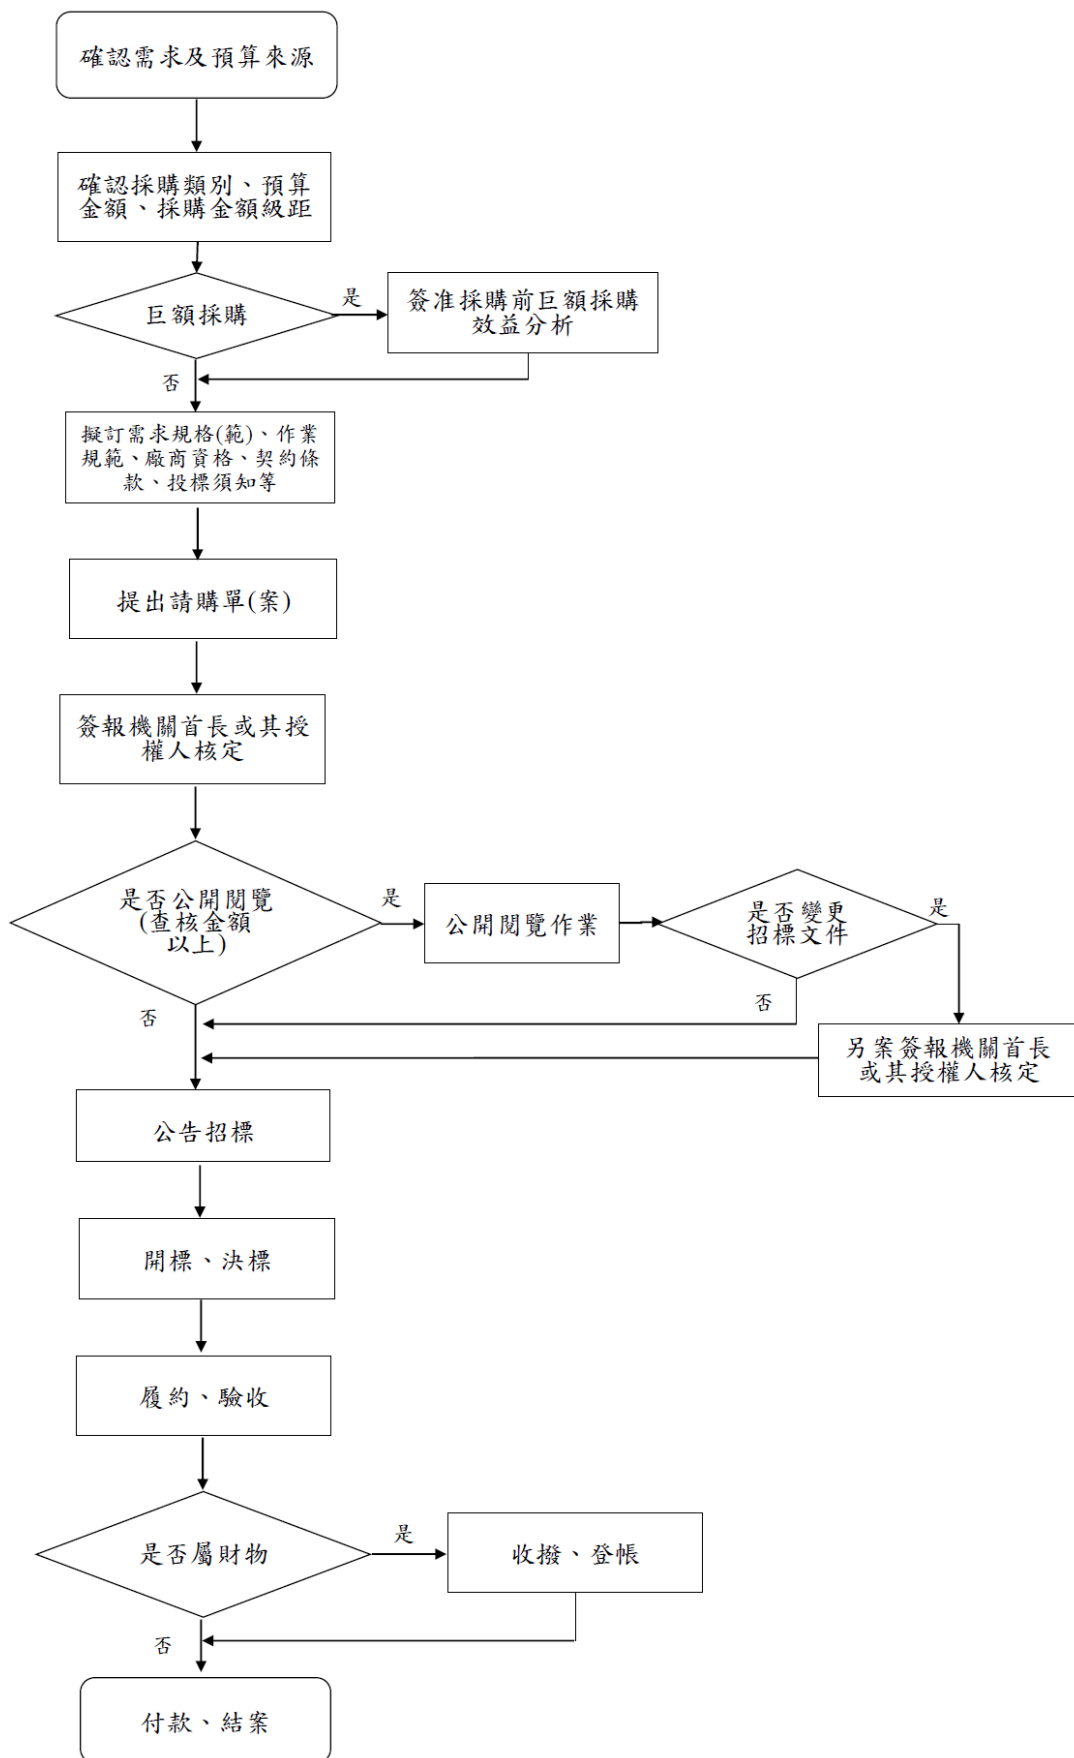 確認需求及預算來源
確認採購類別、預算
金額、採購金額級距
巨額採購
是
簽准採購前巨額採購
效益分析
否
擬訂需求規格(範)、作業
規範、廠商資格、契約條
款、投標須知等
提出請購單(案)
簽報機關首長或其授
權人核定
是否公開閱覽
(查核金額
以上)
是
公開閱覽作業
是否變更
招標文件
是
否
否
另案簽報機關首長
或其授權人核定
公告招標
開標、決標
履約、驗收
是否屬財物
是
收撥、登帳
否
付款、結案